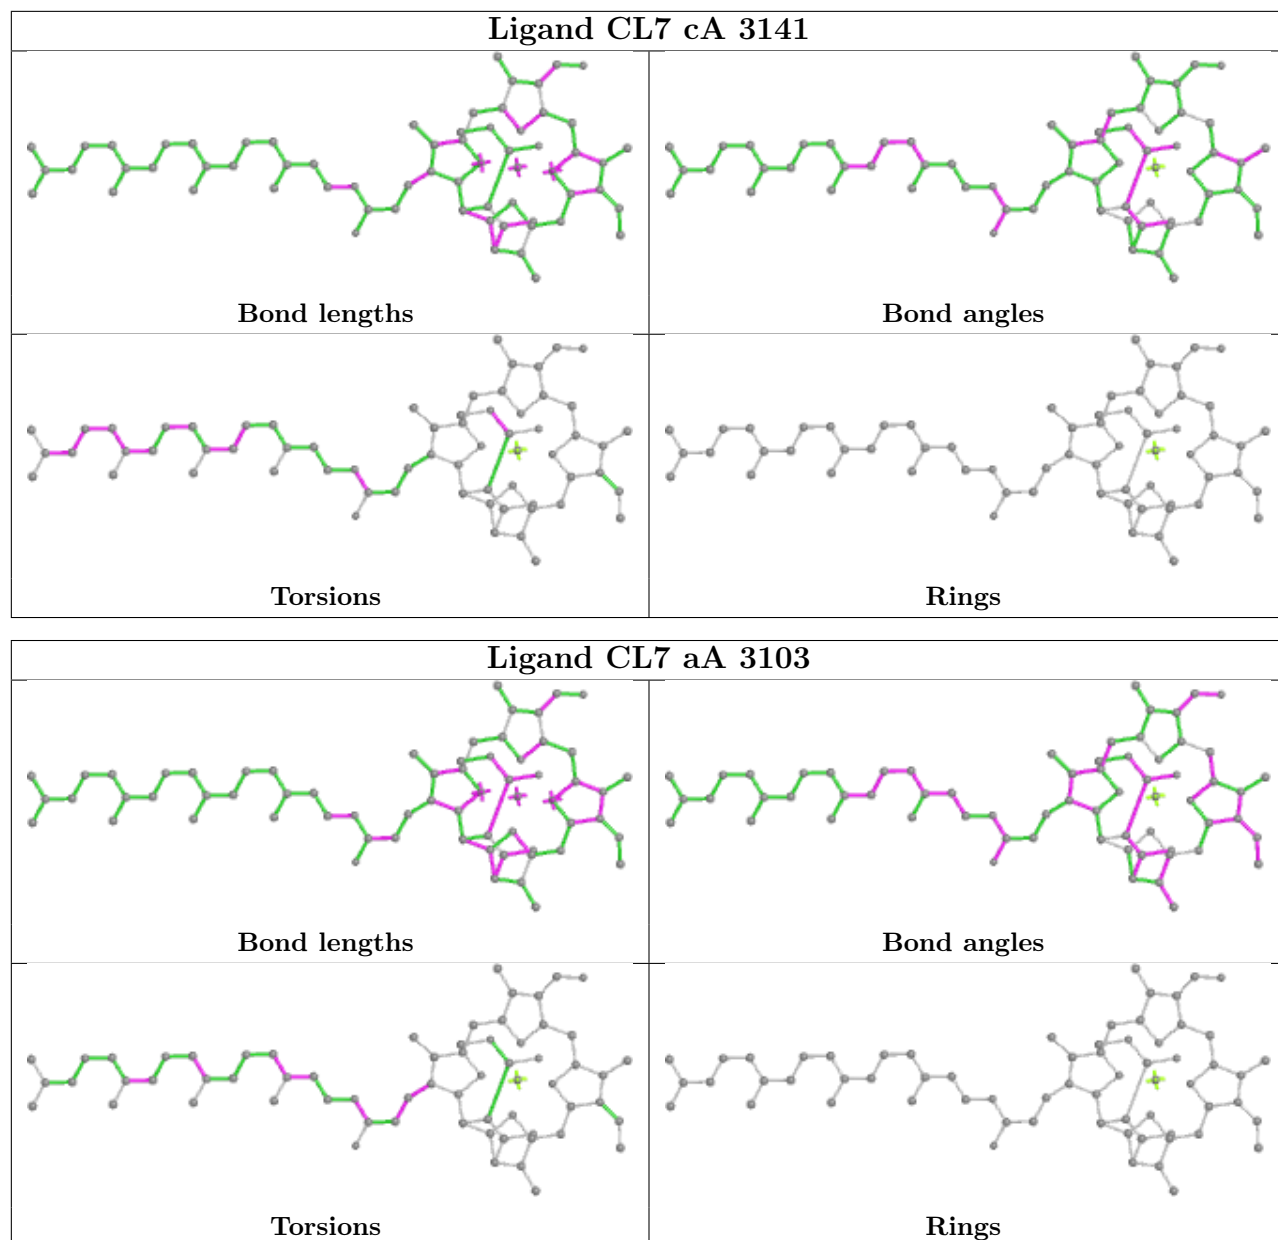 Ligand CL7 cA 3141
Bond lengths
Bond angles
Torsions
Rings
Ligand CL7 aA 3103
Bond lengths
Bond angles
Torsions
Rings